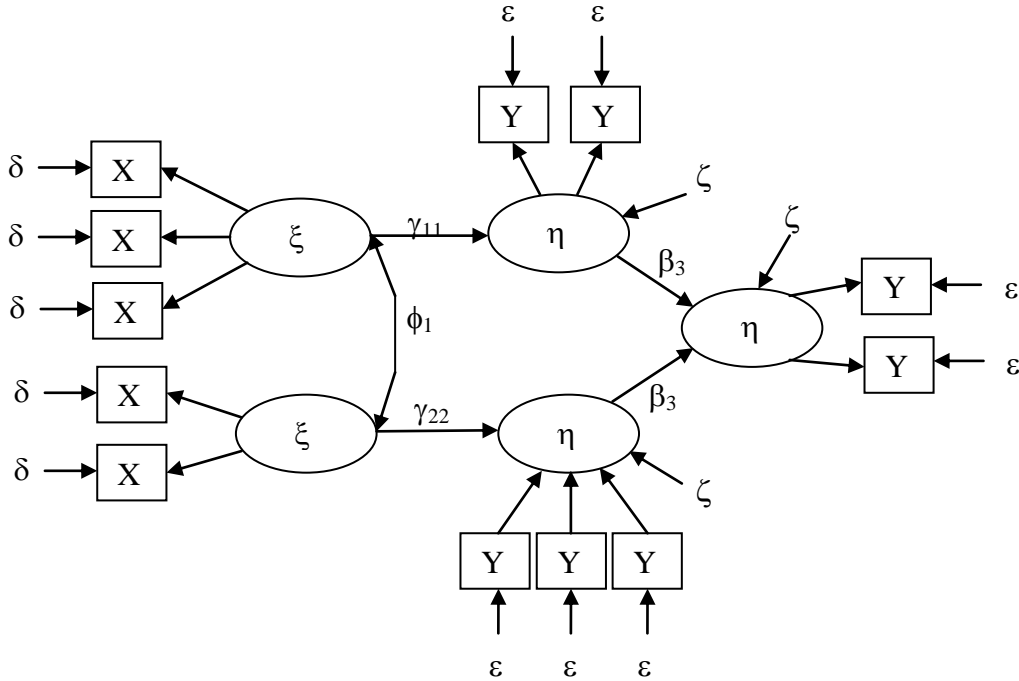 ε ε
Y Y
δ X
ζ
δ X ξ γ11 η
ζ
β3
Y ε
δ X
ϕ1
η
Y ε
δ X
β3
γ22
ξ η
δ X
ζ
Y Y Y
ε ε ε